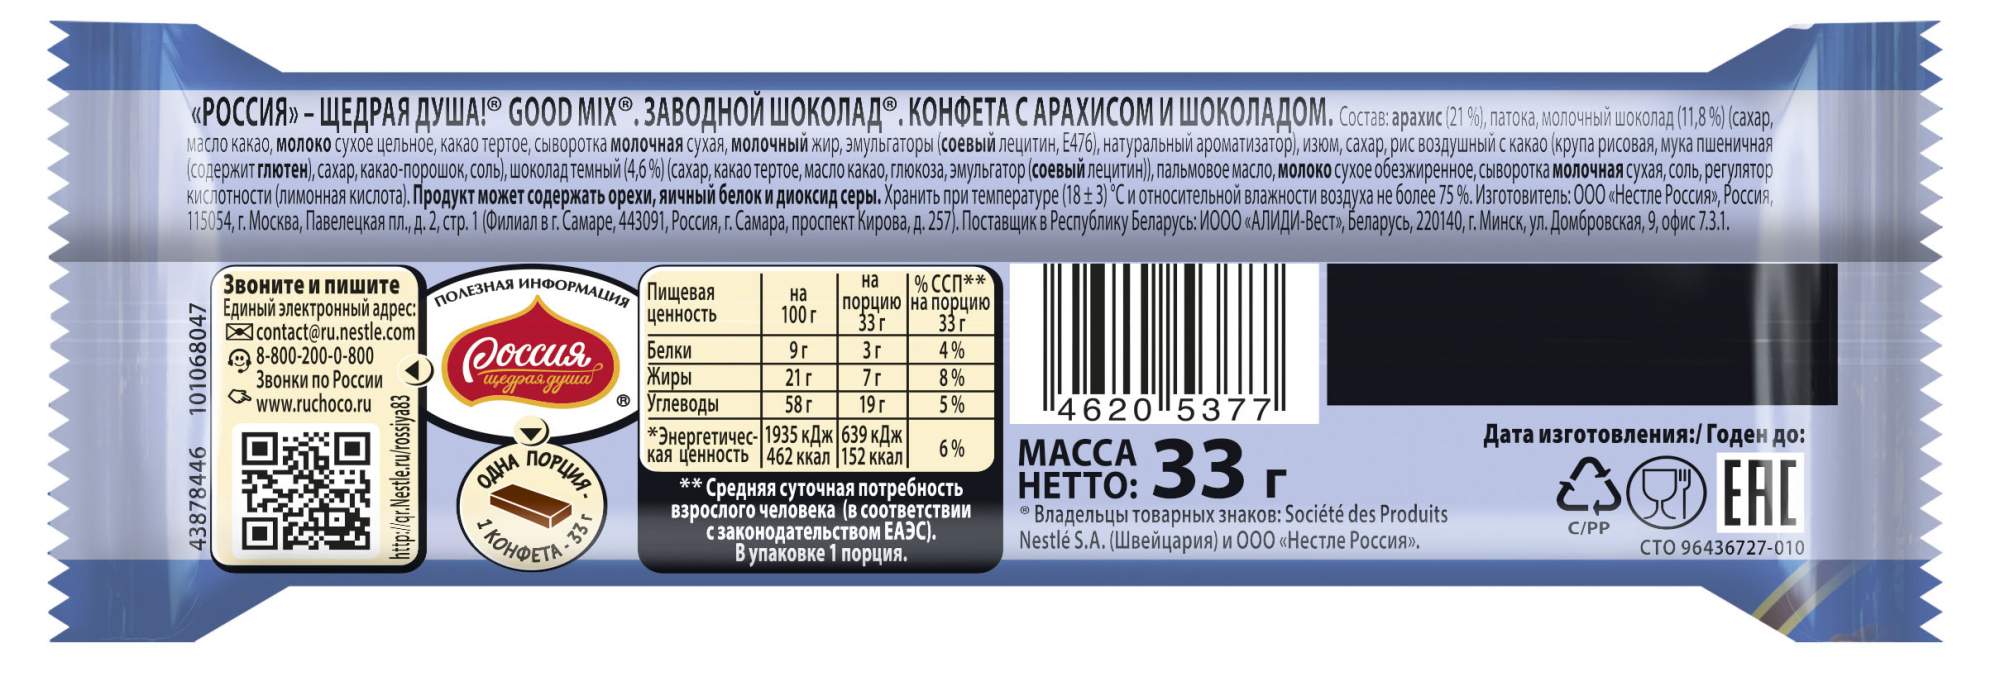 «РОССИЯ» – ЩЕДРАЯ ДУША!® GOOD MIX®. ЗАВОДНОЙ ШОКОЛАД®. КОНФЕТА С АРАХИСОМ И ШОКОЛАДОМ. Состав: арахис (21 %), патока, молочный шоколад (11,8 %) (сахар,
масло какао, молоко сухое цельное, какао тертое, сыворотка молочная сухая, молочный жир, эмульгаторы (соевый лецитин, Е476), натуральный ароматизатор), изюм, сахар, рис воздушный с какао (крупа рисовая, мука пшеничная
(содержит глютен), сахар, какао-порошок, соль), шоколад темный (4,6 %) (сахар, какао тертое, масло какао, глюкоза, эмульгатор (соевый лецитин)), пальмовое масло, молоко сухое обезжиренное, сыворотка молочная сухая, соль, регулятор
кислотности (лимонная кислота). Продукт может содержать орехи, яичный белок и диоксид серы. Хранить при температуре (18 ± 3) °С и относительной влажности воздуха не более 75 %. Изготовитель: ООО «Нестле Россия», Россия,
115054, г. Москва, Павелецкая пл., д. 2, стр. 1 (Филиал в г. Самаре, 443091, Россия, г. Самара, проспект Кирова, д. 257). Поставщик в Республику Беларусь: ИООО «АЛИДИ-Вест», Беларусь, 220140, г. Минск, ул. Домбровская, 9, офис 7.3.1.
43878446 101068047
Звоните и пишите
Единый электронный адрес:
contact@ru.nestle.com
8-800-200-0-800
Звонки по России
www.ruchoco.ru
http://qr.Nestle.ru/rossiya83
ПОЛЕЗНАЯ ИНФОРМАЦИЯ
Россия
щедрая душа
®
ОДНА ПОРЦИЯ -
1 КОНФЕТА - 33 г
Пищевая ценность на 100 г на порцию 33 г % ССП** на порцию 33 г
Белки 9 г 3 г 4 %
Жиры 21 г 7 г 8 %
Углеводы 58 г 19 г 5 %
*Энергетичес-кая ценность 1935 кДж 462 ккал 639 кДж 152 ккал 6 %
** Средняя суточная потребность
взрослого человека (в соответствии
с законодательством ЕАЭС).
В упаковке 1 порция.
4620 5377
МАССА
НЕТТО: 33 г
® Владельцы товарных знаков: Société des Produits
Nestlé S.A. (Швейцария) и ООО «Нестле Россия».
Дата изготовления:/ Годен до:
C/PP
EAC
СТО 96436727-010